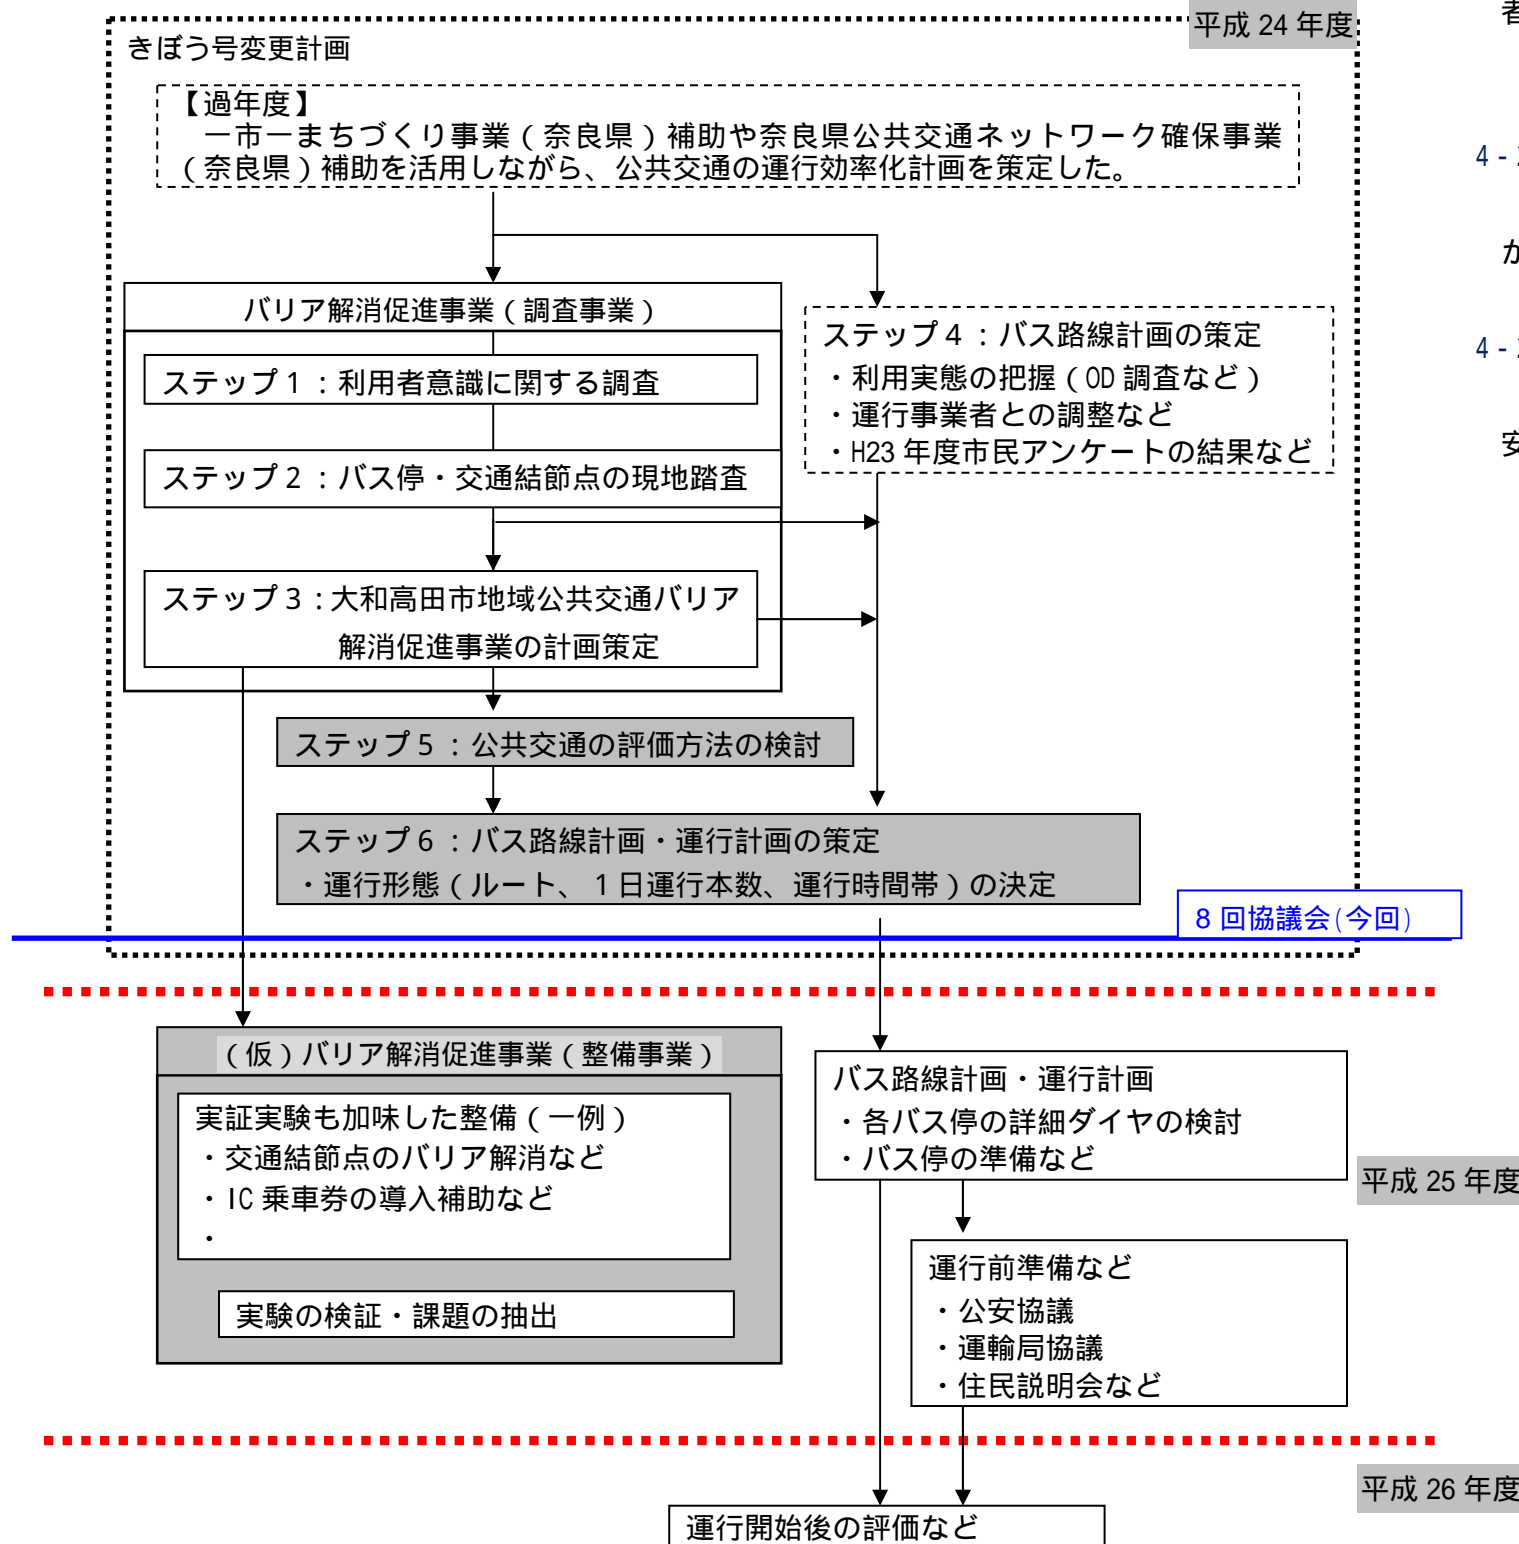 平成 24 年度
きぼう号変更計画
【過年度】
一市一まちづくり事業（奈良県）補助や奈良県公共交通ネットワーク確保事業
（奈良県）補助を活用しながら、公共交通の運行効率化計画を策定した。
バリア解消促進事業（調査事業）
ステップ１：利用者意識に関する調査
ステップ２：バス停・交通結節点の現地踏査
ステップ３：大和高田市地域公共交通バリア
解消促進事業の計画策定
ステップ４：バス路線計画の策定
・利用実態の把握（OD 調査など）
・運行事業者との調整など
・H23 年度市民アンケートの結果など
ステップ５：公共交通の評価方法の検討
ステップ６：バス路線計画・運行計画の策定
・運行形態（ルート、１日運行本数、運行時間帯）の決定
8 回協議会(今回)
（仮）バリア解消促進事業（整備事業）
実証実験も加味した整備（一例）
・交通結節点のバリア解消など
・IC 乗車券の導入補助など
・
実験の検証・課題の抽出
バス路線計画・運行計画
・各バス停の詳細ダイヤの検討
・バス停の準備など
平成 25 年度
運行前準備など
・公安協議
・運輸局協議
・住民説明会など
平成 26 年度
運行開始後の評価など
4 -
4 -